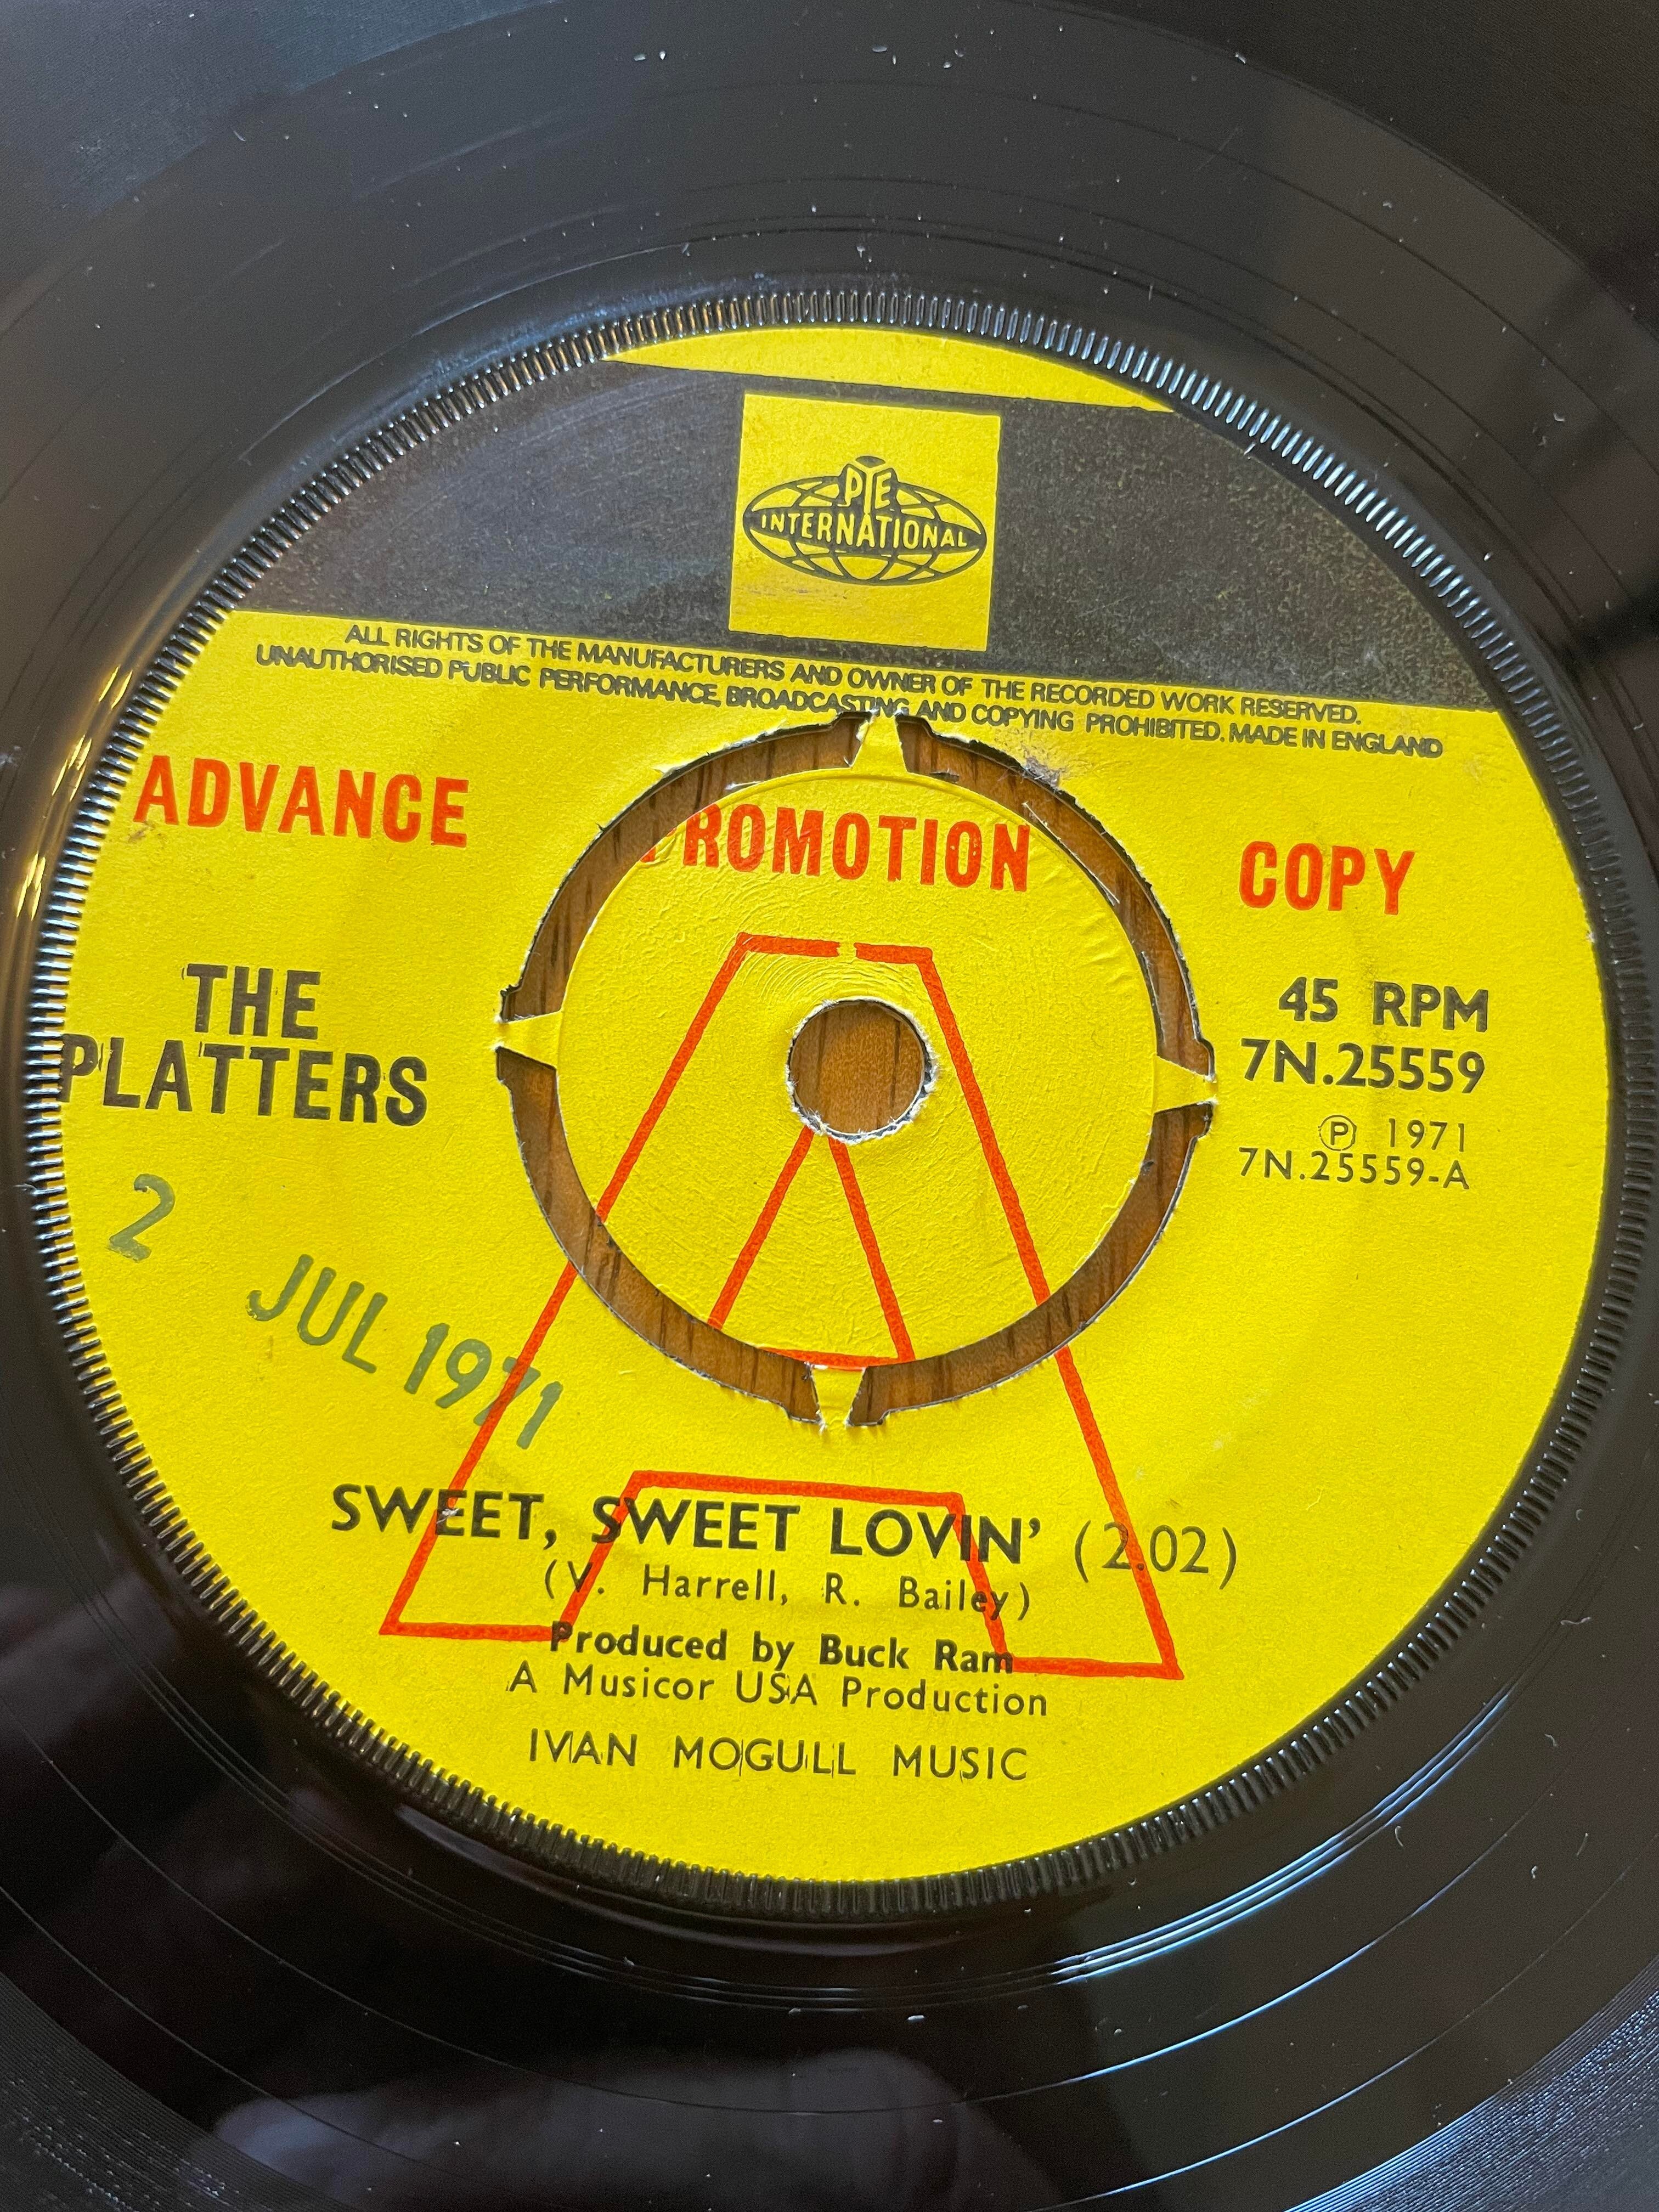 PYE
INTERNATIONAL
ALL RIGHTS OF THE MANUFACTURERS AND OWNER OF THE RECORDED WORK RESERVED.
UNAUTHORISED PUBLIC PERFORMANCE, BROADCASTING AND COPYING PROHIBITED. MADE IN ENGLAND
ADVANCE PROMOTION COPY
THE
PLATTERS
45 RPM
7N.25559
Ⓟ 1971
7N.25559-A
2 JUL 1971
A
SWEET, SWEET LOVIN' (2.02)
(V. Harrell, R. Bailey)
Produced by Buck Ram
A Musicor USA Production
IVAN MOGULL MUSIC